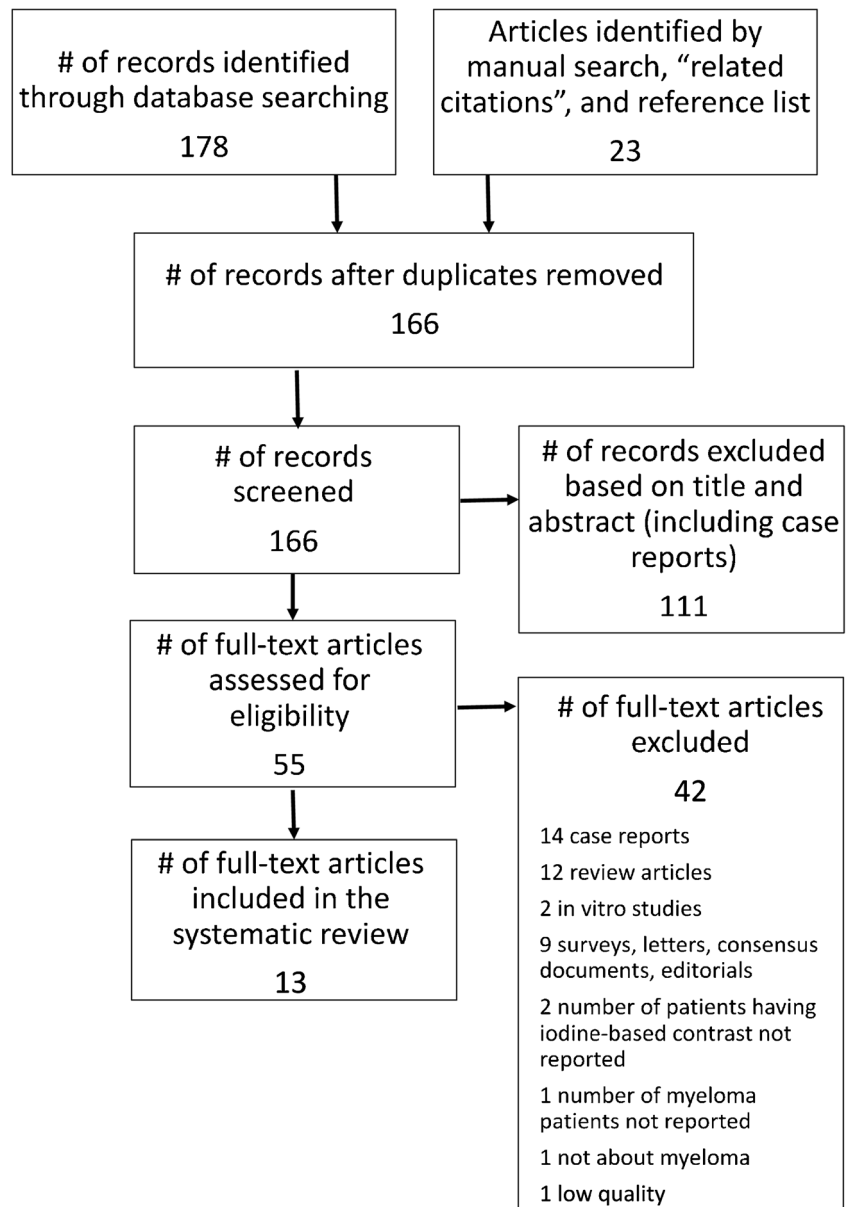 # of records identified
through database searching
178
Articles identified by
manual search, “related
citations”, and reference list
23
# of records after duplicates removed
166
# of records
screened
166
# of records excluded
based on title and
abstract (including case
reports)
111
# of full-text articles
assessed for
eligibility
55
# of full-text articles
excluded
42
14 case reports
12 review articles
2 in vitro studies
9 surveys, letters, consensus
documents, editorials
2 number of patients having
iodine-based contrast not
reported
1 number of myeloma
patients not reported
1 not about myeloma
1 low quality
# of full-text articles
included in the
systematic review
13